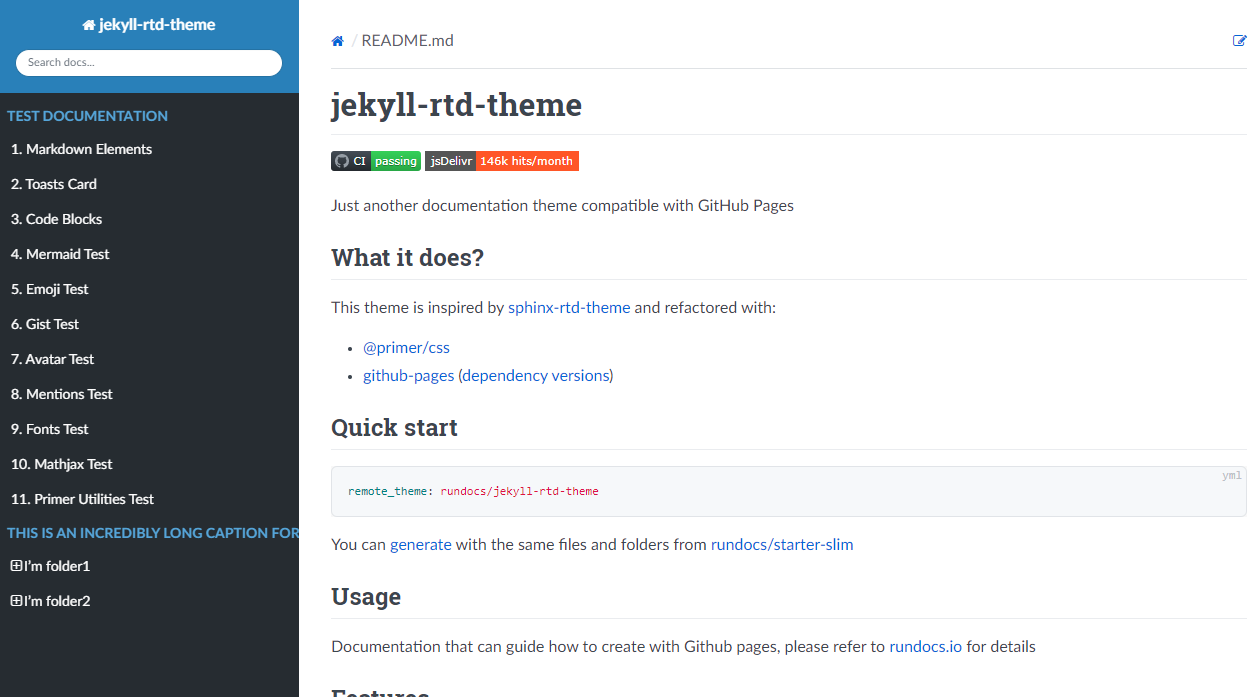 jekyll-rtd-theme
Search docs...
TEST DOCUMENTATION
1. Markdown Elements
2. Toasts Card
3. Code Blocks
4. Mermaid Test
5. Emoji Test
6. Gist Test
7. Avatar Test
8. Mentions Test
9. Fonts Test
10. Mathjax Test
11. Primer Utilities Test
THIS IS AN INCREDIBLY LONG CAPTION FOR
I'm folder1
I'm folder2
/ README.md
jekyll-rtd-theme
CI passing jsDelivr 146k hits/month
Just another documentation theme compatible with GitHub Pages
What it does?
This theme is inspired by sphinx-rtd-theme and refactored with:
• @primer/css
• github-pages (dependency versions)
Quick start
yml
remote_theme: rundocs/jekyll-rtd-theme
You can generate with the same files and folders from rundocs/starter-slim
Usage
Documentation that can guide how to create with Github pages, please refer to rundocs.io for details
Features